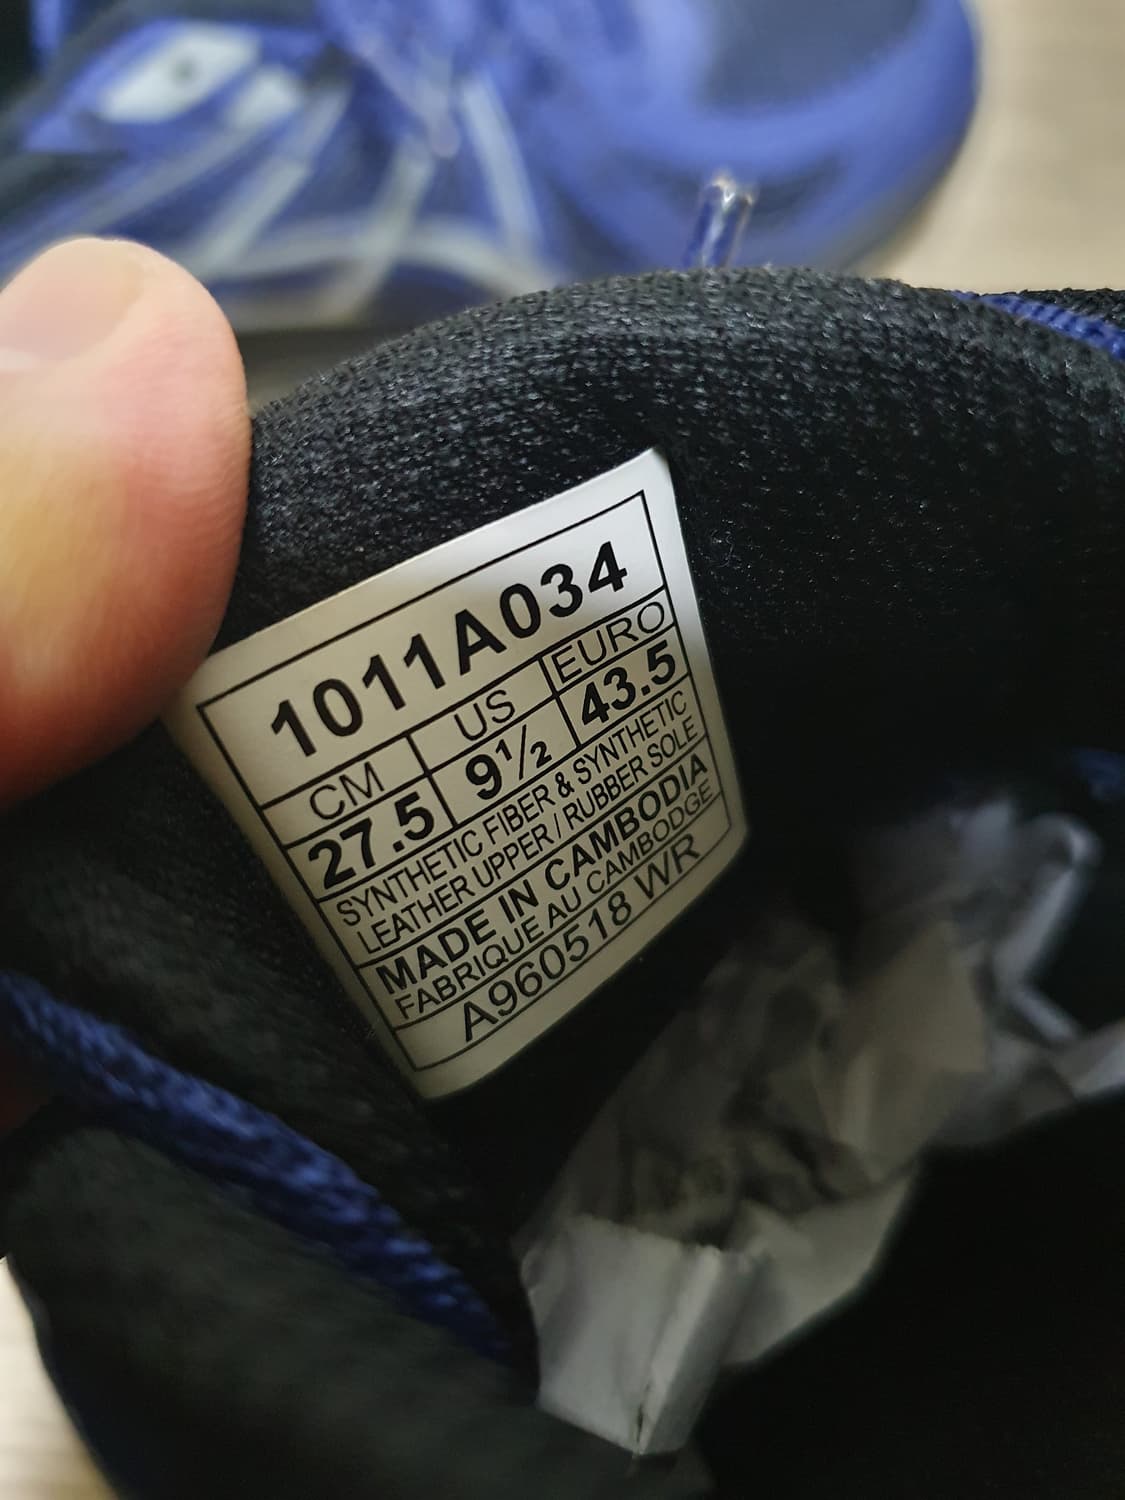 1011A034
CM US EURO
27.5 9½ 43.5
SYNTHETIC FIBER & SYNTHETIC
LEATHER UPPER / RUBBER SOLE
MADE IN CAMBODIA
FABRIQUE AU CAMBODGE
A960518 WR